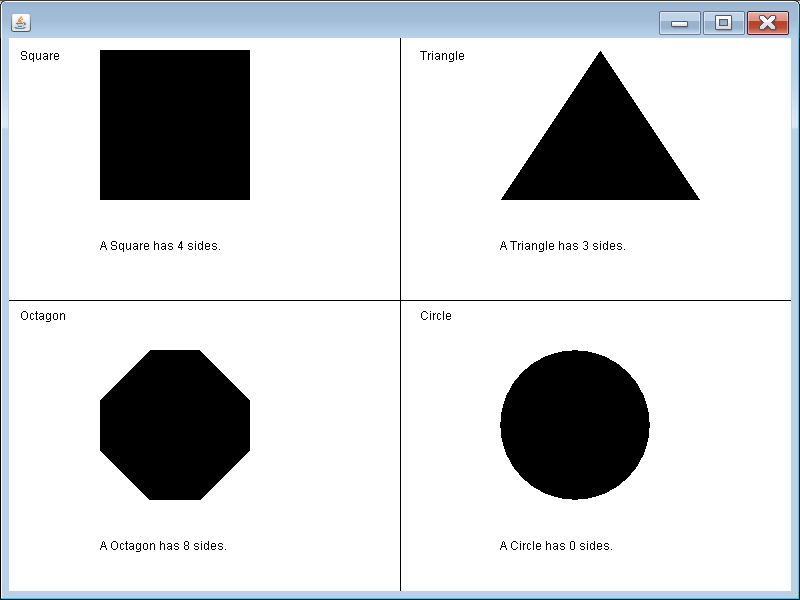 Square
A Square has 4 sides.
Triangle
A Triangle has 3 sides.
Octagon
A Octagon has 8 sides.
Circle
A Circle has 0 sides.